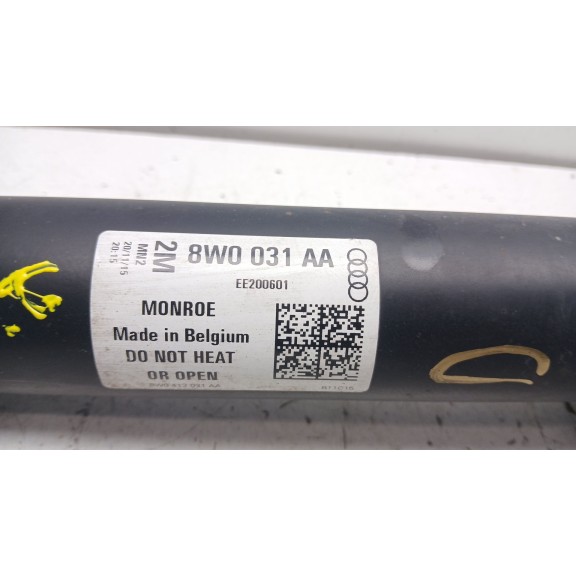 2M
MN2
20/11/15
20:15
8W0 031 AA
EE200601
MONROE
Made in Belgium
DO NOT HEAT
OR OPEN